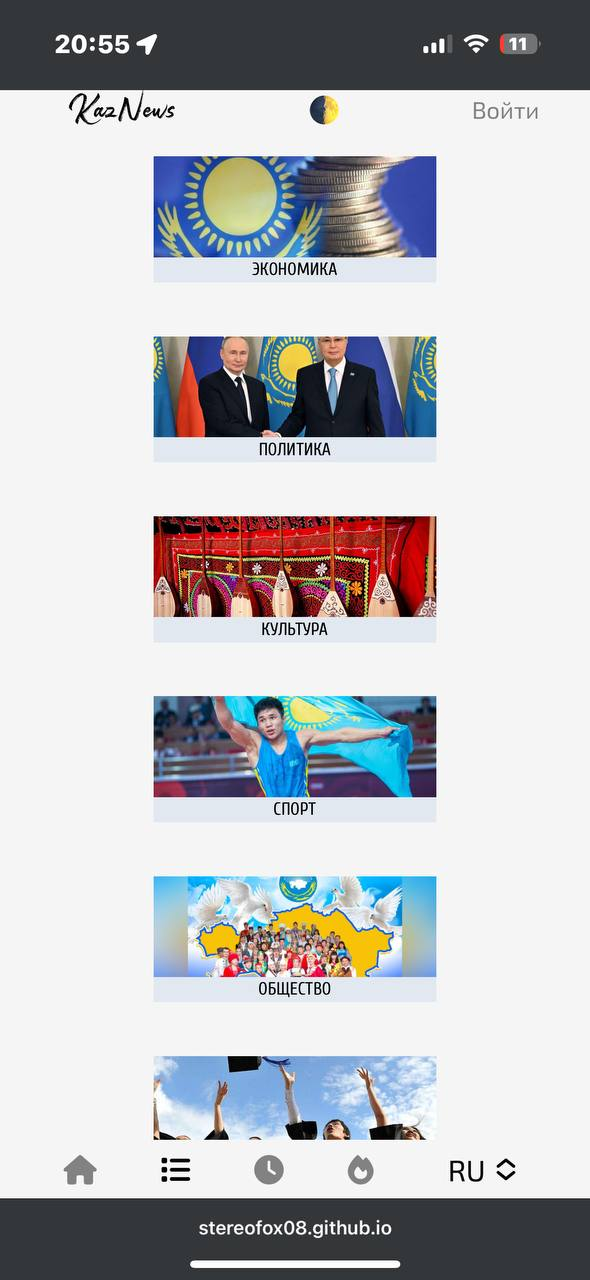 20:55
11
KazNews
Войти
ЭКОНОМИКА
ПОЛИТИКА
КУЛЬТУРА
СПОРТ
ОБЩЕСТВО
RU
stereofox08.github.io